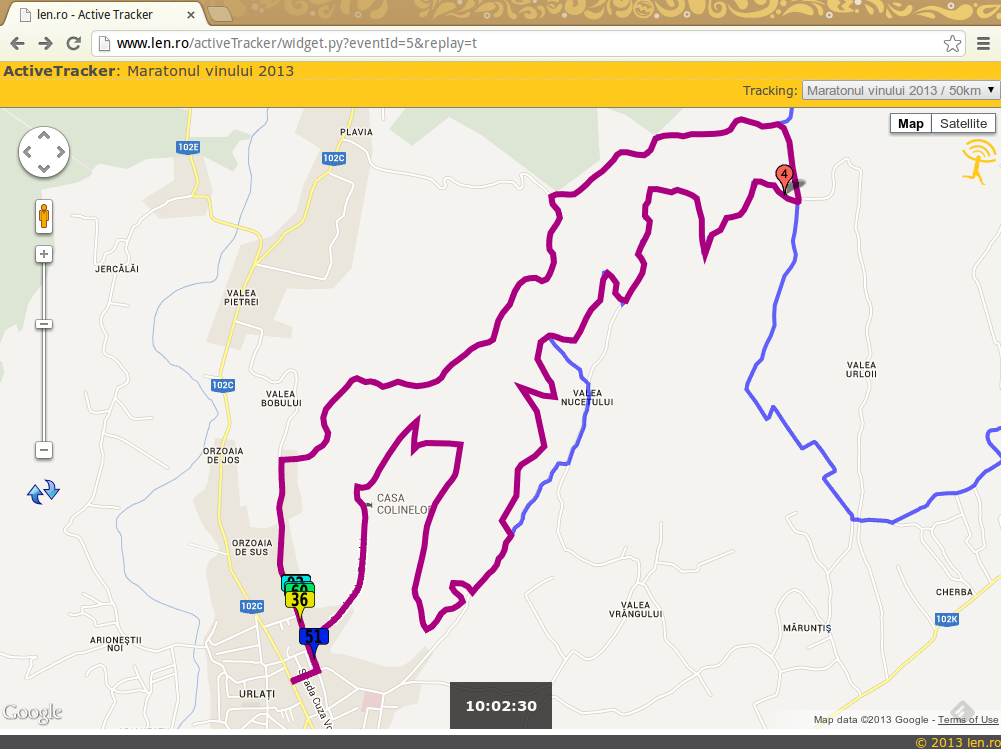 len.ro - Active Tracker
www.len.ro/activeTracker/widget.py?eventId=5&replay=t
ActiveTracker: Maratonul vinului 2013
Tracking: Maratonul vinului 2013 / 50km
Map Satellite
PLAVIA
102E
102C
4
JERCĂLĂI
VALEA
PIETREI
VALEA
URLOII
102C
VALEA
BOBULUI
VALEA
NUCETULUI
ORZOAIA
DE JOS
CASA
COLINELOR
ORZOAIA
DE SUS
60
36
102C
51
VALEA
VRÂNGULUI
CHERBA
102K
MĂRUNȚIȘ
ARIONEȘTII
NOI
URLAȚI
Strada Cuza Vo
10:02:30
Google
Map data ©2013 Google - Terms of Use
© 2013 len.ro